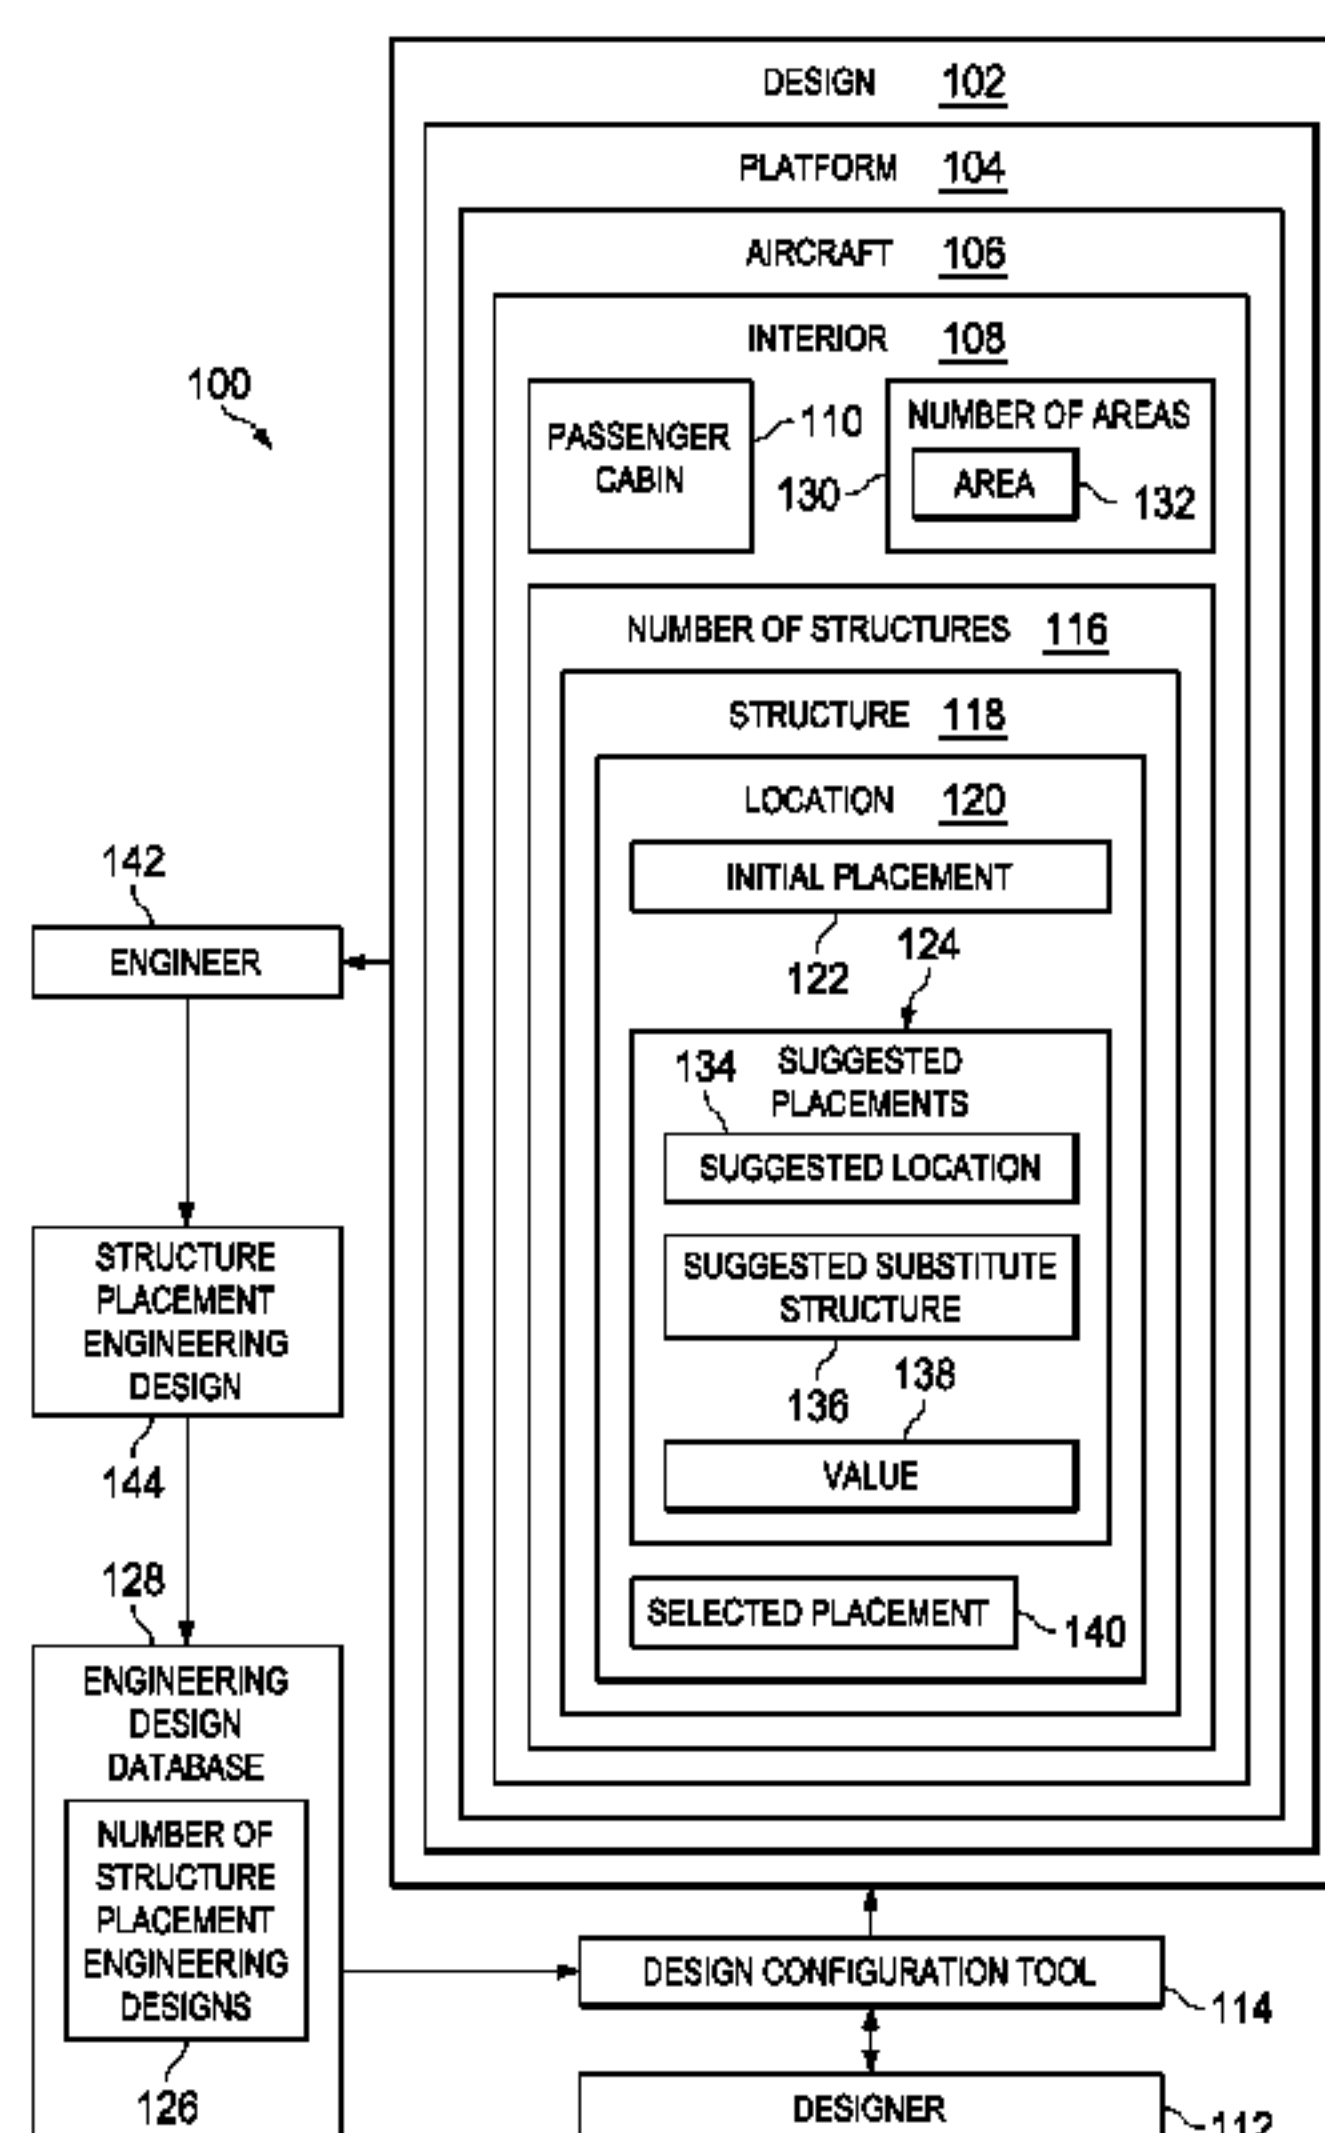 DESIGN 102
PLATFORM 104
AIRCRAFT 106
INTERIOR 108
100
PASSENGER
CABIN
110
NUMBER OF AREAS
130
AREA
132
NUMBER OF STRUCTURES 116
STRUCTURE 118
LOCATION 120
INITIAL PLACEMENT
122
124
SUGGESTED
PLACEMENTS
134
SUGGESTED LOCATION
SUGGESTED SUBSTITUTE
STRUCTURE
136
138
VALUE
SELECTED PLACEMENT
140
142
ENGINEER
STRUCTURE
PLACEMENT
ENGINEERING
DESIGN
144
128
ENGINEERING
DESIGN
DATABASE
NUMBER OF
STRUCTURE
PLACEMENT
ENGINEERING
DESIGNS
126
DESIGN CONFIGURATION TOOL
114
DESIGNER
112